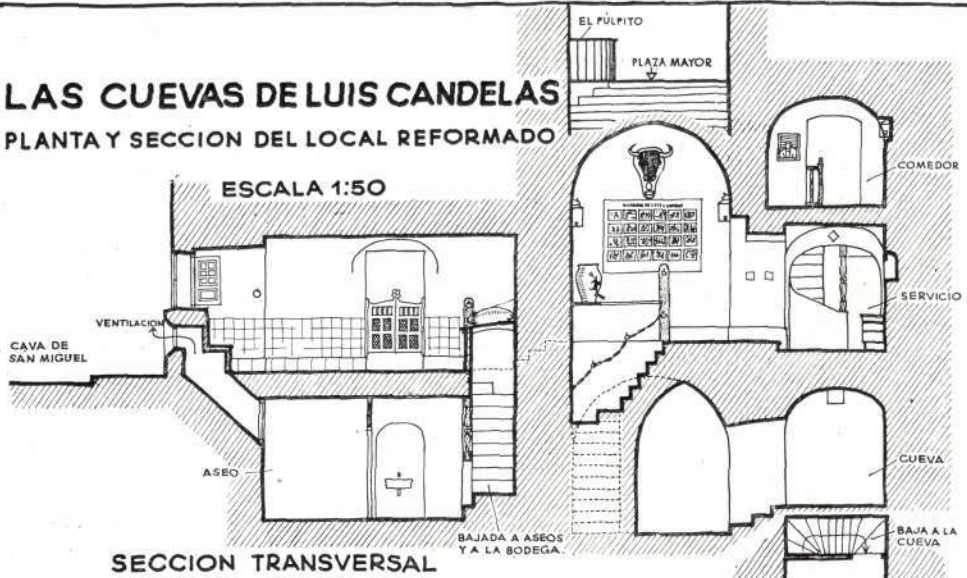 LAS CUEVAS DE LUIS CANDELAS
PLANTA Y SECCION DEL LOCAL REFORMADO
ESCALA 1:50
EL PÚLPITO
PLAZA MAYOR
COMEDOR
SERVICIO
VENTILACION
CAVA DE
SAN MIGUEL
ASEO
CUEVA
BAJADA A ASEOS
Y A LA BODEGA.
BAJA A LA
CUEVA
SECCION TRANSVERSAL